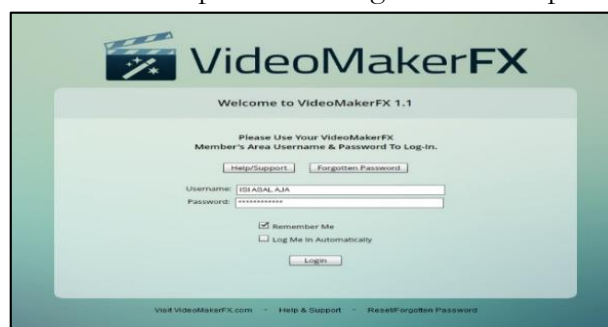 VideoMakerFX
Welcome to VideoMakerFX 1.1
Please Use Your VideoMakerFX
Member's Area Username & Password To Log-In.
Help/Support Forgotten Password
Username: ISI ASAL AJA
Password: ************
Remember Me
Log Me In Automatically
Login
Visit VideoMakerFX.com - Help & Support - Reset/Forgotten Password